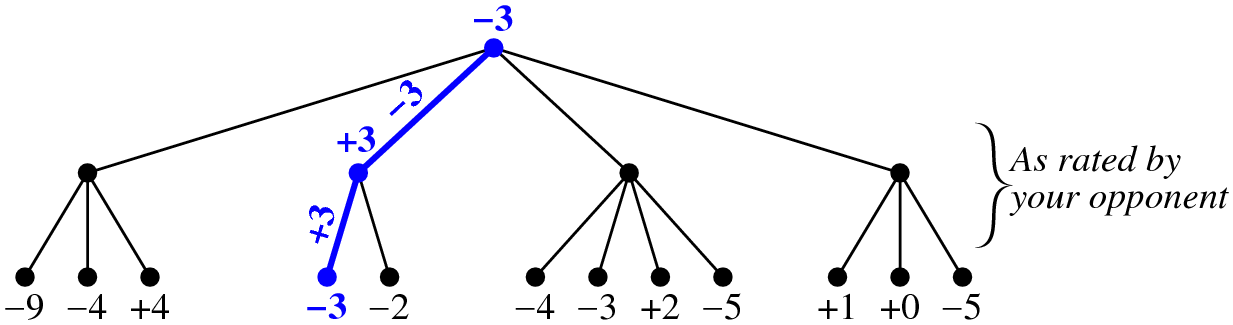 −3
−3
+3
As rated by
your opponent
+3
−9 −4 +4 −3 −2 −4 −3 +2 −5 +1 +0 −5